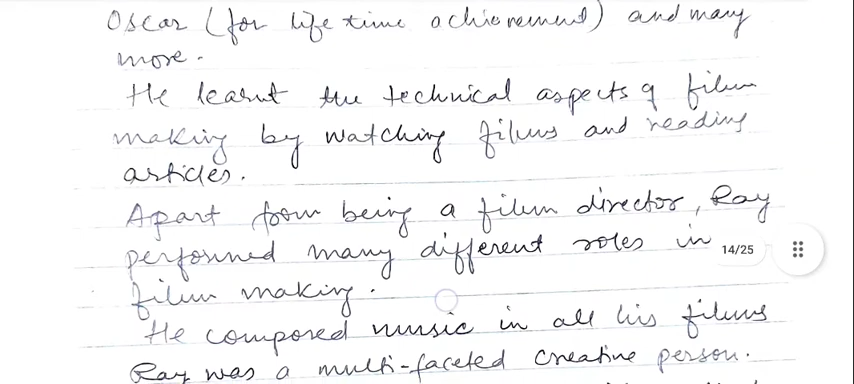 Oscar (for life time achievement) and many
more.
He learnt the technical aspects of film
making by watching films and reading
articles.
Apart from being a film director, Ray
performed many different roles in
14/25
film making.
He composed music in all his films
Ray was a multi-faceted creative person.